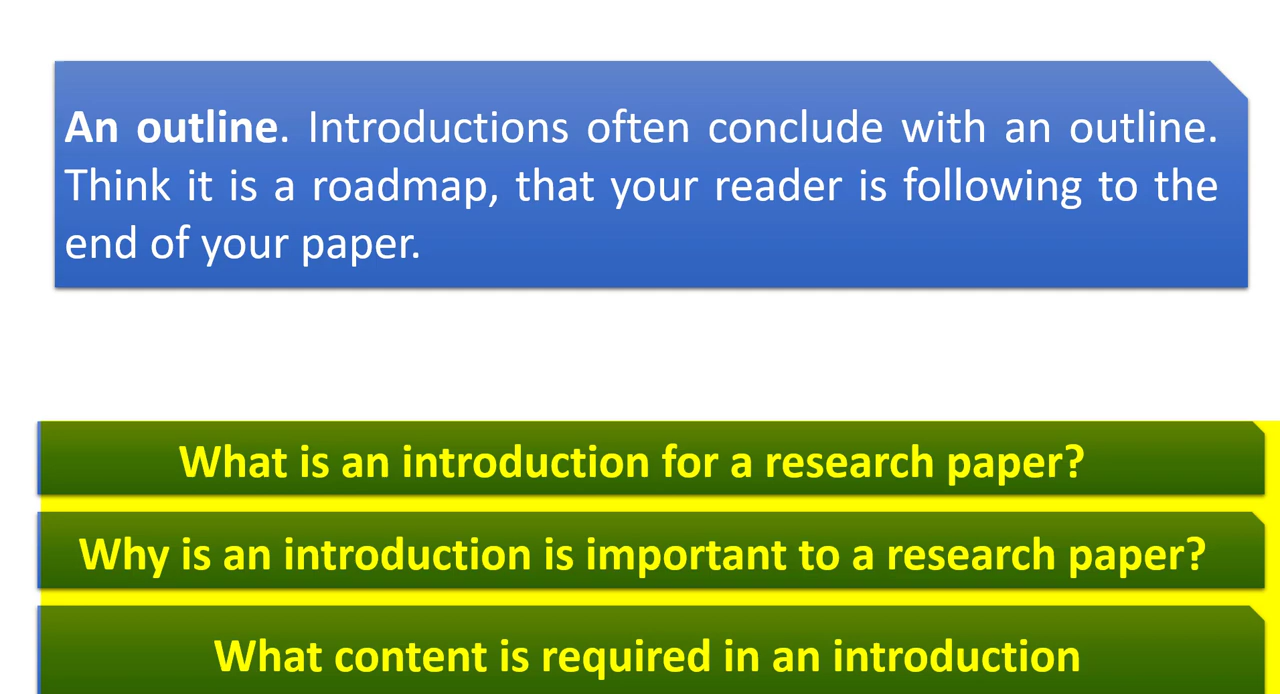 An outline. Introductions often conclude with an outline.
Think it is a roadmap, that your reader is following to the
end of your paper.
What is an introduction for a research paper?
Why is an introduction is important to a research paper?
What content is required in an introduction